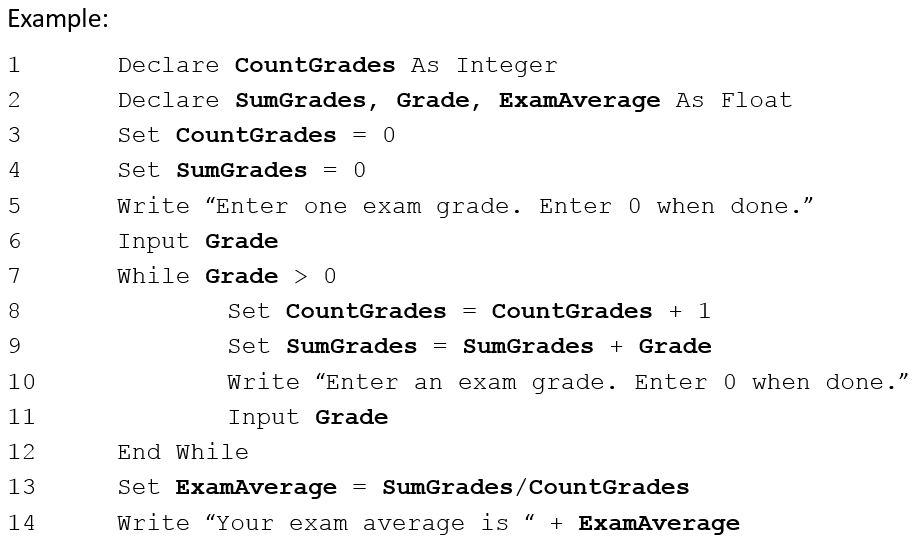 Example:
1 Declare CountGrades As Integer
2 Declare SumGrades, Grade, ExamAverage As Float
3 Set CountGrades = 0
4 Set SumGrades = 0
5 Write “Enter one exam grade. Enter 0 when done.”
6 Input Grade
7 While Grade > 0
8 Set CountGrades = CountGrades + 1
9 Set SumGrades = SumGrades + Grade
10 Write “Enter an exam grade. Enter 0 when done.”
11 Input Grade
12 End While
13 Set ExamAverage = SumGrades/CountGrades
14 Write “Your exam average is “ + ExamAverage